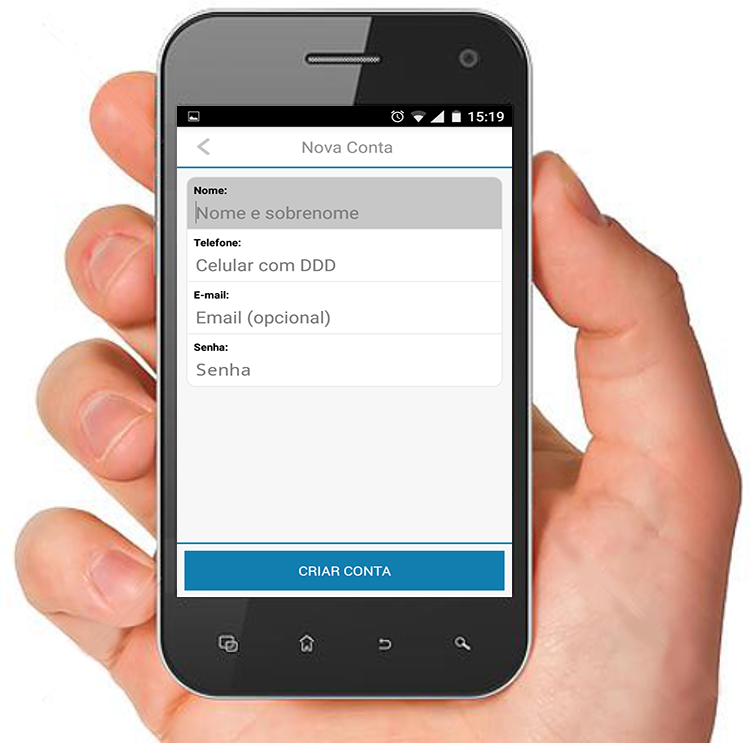 15:19
Nova Conta
Nome:
Nome e sobrenome
Telefone:
Celular com DDD
E-mail:
Email (opcional)
Senha:
Senha
CRIAR CONTA